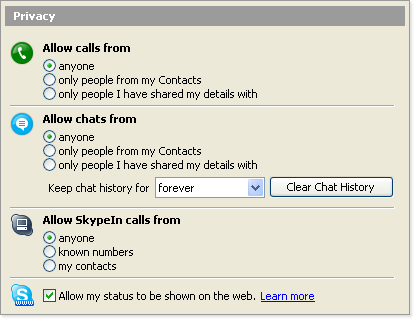 Privacy
Allow calls from
anyone
only people from my Contacts
only people I have shared my details with
Allow chats from
anyone
only people from my Contacts
only people I have shared my details with
Keep chat history for forever Clear Chat History
Allow SkypeIn calls from
anyone
known numbers
my contacts
Allow my status to be shown on the web. Learn more